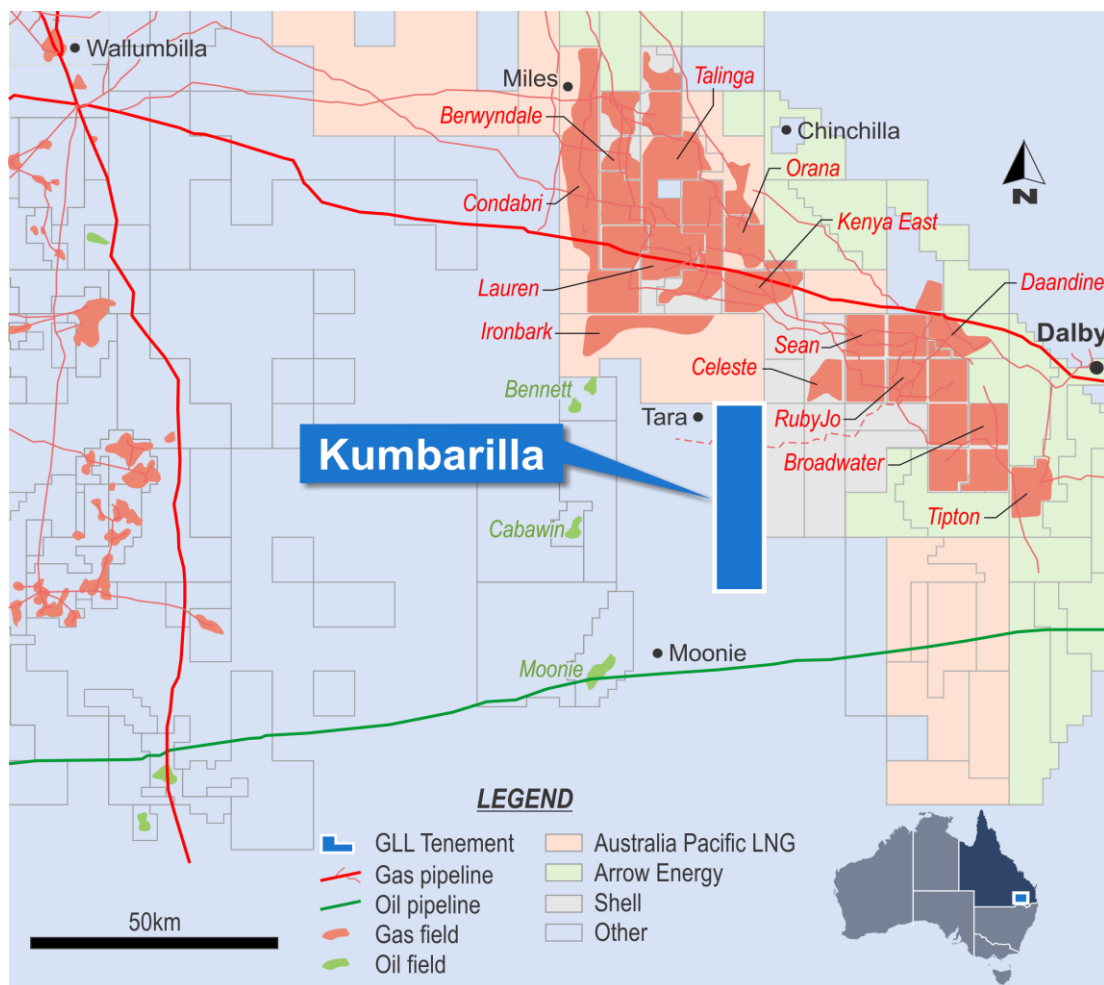 Wallumbilla
Miles
Talinga
Berwyndale
Chinchilla
Orana
N
Condabri
Kenya East
Lauren
Daandine
Ironbark
Sean
Dalby
Celeste
Bennett
Tara
RubyJo
Kumbarilla
Broadwater
Cabawin
Tipton
Moonie
Moonie
LEGEND
GLL Tenement
Gas pipeline
Oil pipeline
Gas field
Oil field
Australia Pacific LNG
Arrow Energy
Shell
Other
50km